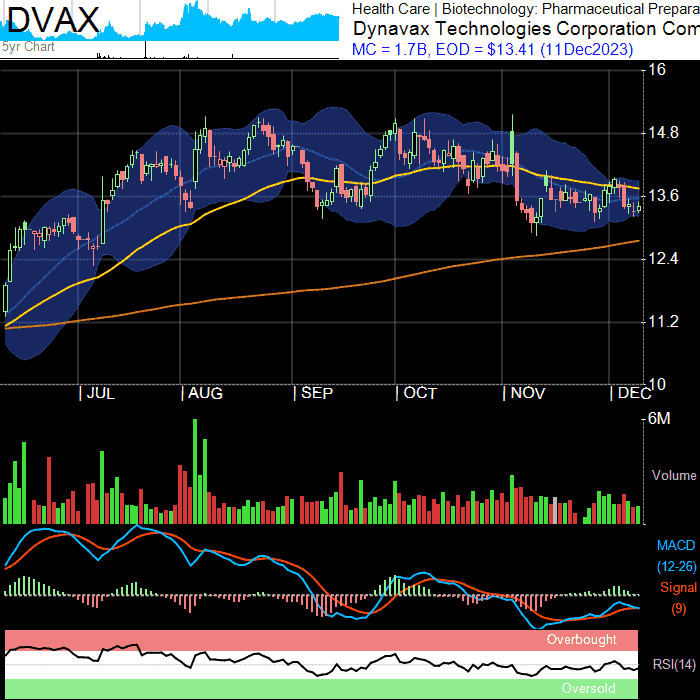 DVAX
5yr Chart
Health Care | Biotechnology: Pharmaceutical Prepara
Dynavax Technologies Corporation Com
MC = 1.7B, EOD = $13.41 (11Dec2023)
16
14.8
13.6
12.4
11.2
10
| JUL | AUG | SEP | OCT | NOV | DEC
6M
Volume
MACD
(12-26)
Signal
(9)
Overbought
RSI(14)
Oversold